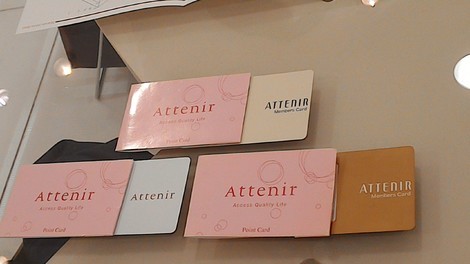 Attenir
Access Quality Life
Point Card
ATTENIR
Members Card
Attenir
Access Quality Life
Point Card
ATTENIR
Attenir
Access Quality Life
Point Card
ATTENIR
Members Card